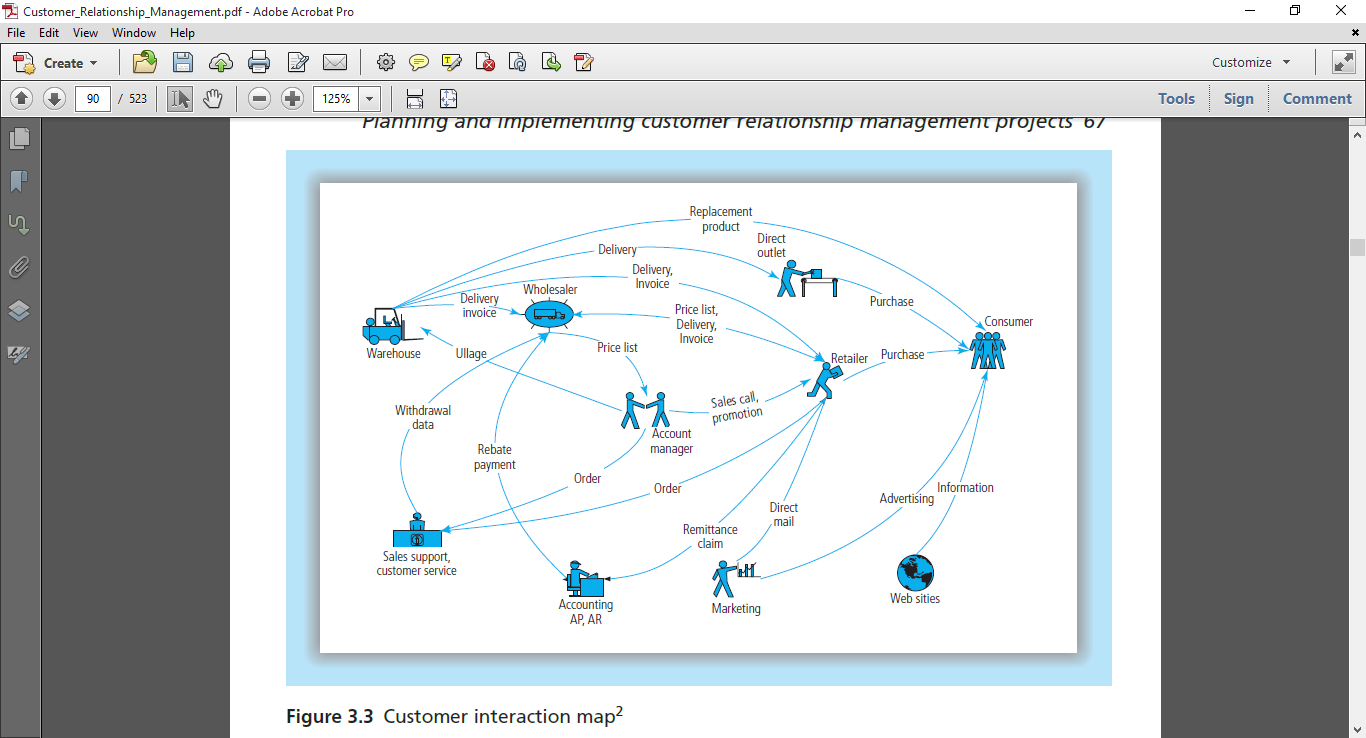 Customer_Relationship_Management.pdf - Adobe Acrobat Pro
File Edit View Window Help
Create
Customize
90 / 523
125%
Tools Sign Comment
Planning and implementing customer relationship management projects 67
Replacement
product
Direct
outlet
Delivery
Delivery,
Invoice
Wholesaler
Delivery
invoice
Price list,
Delivery,
Invoice
Purchase
Consumer
Warehouse
Ullage
Price list
Retailer
Purchase
Sales call,
promotion
Withdrawal
data
Account
manager
Rebate
payment
Order
Order
Direct
mail
Advertising
Information
Remittance
claim
Sales support,
customer service
Accounting
AP, AR
Marketing
Web sities
Figure 3.3 Customer interaction map2